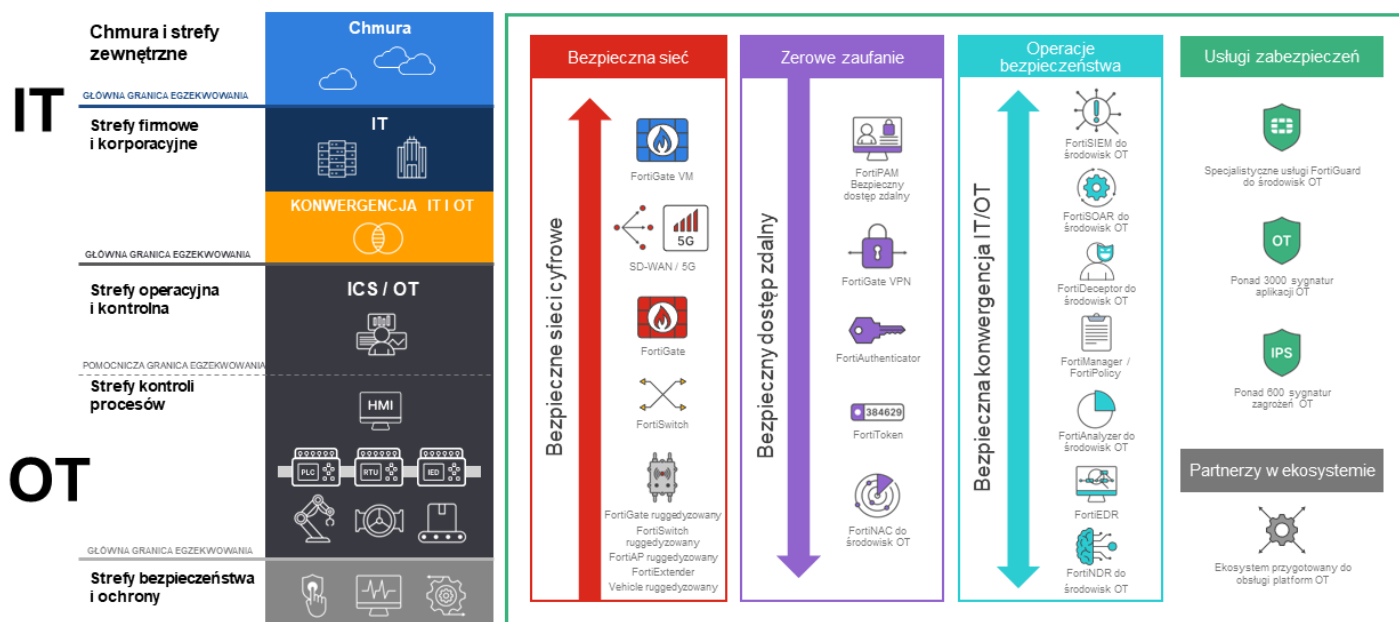 Chmura i strefy
zewnętrzne
IT
GŁÓWNA GRANICA EGZEKWOWANIA
Strefy firmowe
i korporacyjne
GŁÓWNA GRANICA EGZEKWOWANIA
Strefy operacyjna
i kontrolna
POMOCNICZA GRANICA EGZEKWOWANIA
Strefy kontroli
procesów
OT
GŁÓWNA GRANICA EGZEKWOWANIA
Strefy bezpieczeństwa
i ochrony
Chmura
IT
KONWERGENCJA IT I OT
ICS / OT
HMI
PLC
RTU
IED
Bezpieczna sieć
Bezpieczne sieci cyfrowe
FortiGate VM
5G
SD-WAN / 5G
FortiGate
FortiSwitch
FortiGate ruggedyzowany
FortiSwitch
ruggedyzowany
FortiAP ruggedyzowany
FortiExtender
Vehicle ruggedyzowany
Zerowe zaufanie
Bezpieczny dostęp zdalny
FortiPAM
Bezpieczny
dostęp zdalny
FortiGate VPN
FortiAuthenticator
384629
FortiToken
FortiNAC do
środowisk OT
Operacje
bezpieczeństwa
Bezpieczna konwergencja IT/OT
FortiSIEM do
środowisk OT
FortiSOAR do
środowisk OT
FortiDeceptor do
środowisk OT
FortiManager /
FortiPolicy
FortiAnalyzer do
środowisk OT
FortiEDR
FortiNDR do
środowisk OT
Usługi zabezpieczeń
Specjalistyczne usługi FortiGuard
do środowisk OT
OT
Ponad 3000 sygnatur
aplikacji OT
IPS
Ponad 600 sygnatur
zagrożeń OT
Partnerzy w ekosystemie
Ekosystem przygotowany do
obsługi platform OT